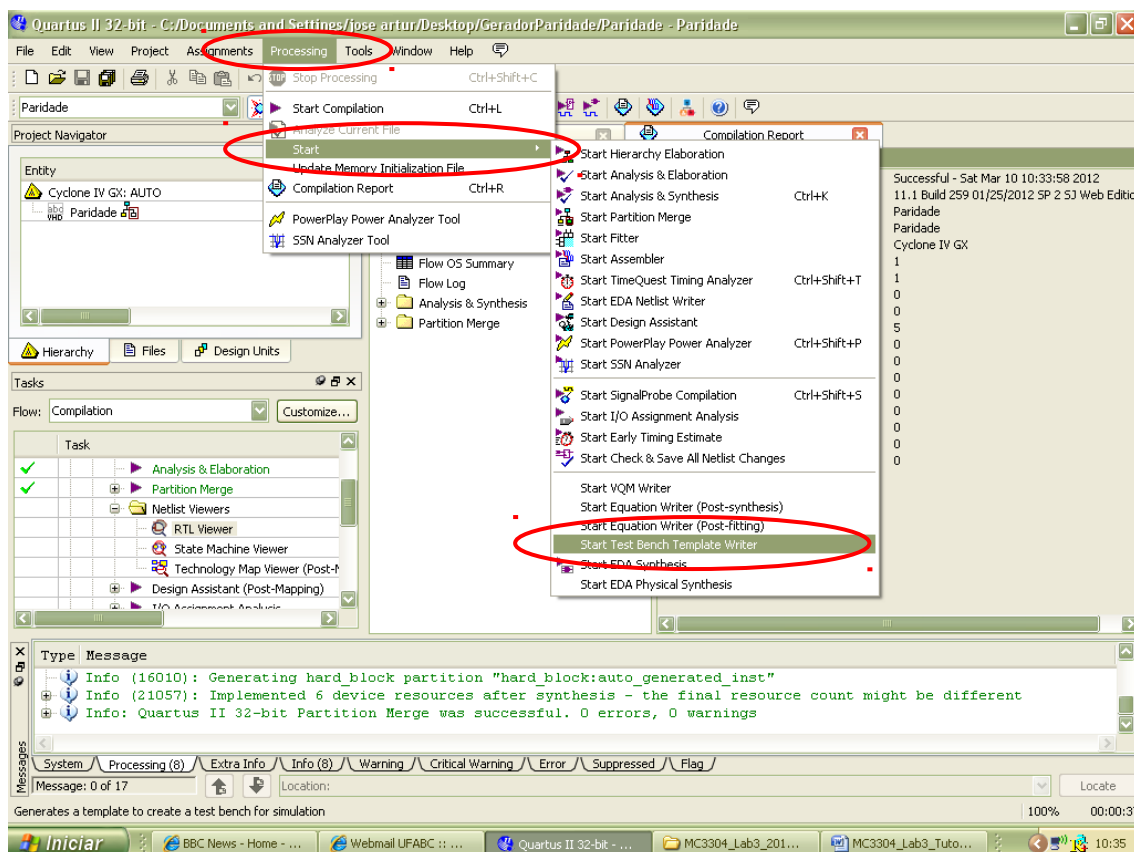 Quartus II 32-bit - C:/Documents and Settings/jose artur/Desktop/GeradorParidade/Paridade - Paridade
File Edit View Project Assignments Processing Tools Window Help
Stop Processing Ctrl+Shift+C
Paridade
Start Compilation Ctrl+L
Analyze Current File
Start
Update Memory Initialization File
Compilation Report Ctrl+R
PowerPlay Power Analyzer Tool
SSN Analyzer Tool
Project Navigator
Entity
Cyclone IV GX: AUTO
Paridade
Hierarchy Files Design Units
Compilation Report
Flow OS Summary
Flow Log
Analysis & Synthesis
Partition Merge
Start Hierarchy Elaboration
Start Analysis & Elaboration
Start Analysis & Synthesis Ctrl+K
Start Partition Merge
Start Fitter
Start Assembler
Start TimeQuest Timing Analyzer Ctrl+Shift+T
Start EDA Netlist Writer
Start Design Assistant
Start PowerPlay Power Analyzer Ctrl+Shift+P
Start SSN Analyzer
Start SignalProbe Compilation Ctrl+Shift+S
Start I/O Assignment Analysis
Start Early Timing Estimate
Start Check & Save All Netlist Changes
Start VQM Writer
Start Equation Writer (Post-synthesis)
Start Equation Writer (Post-fitting)
Start Test Bench Template Writer
Start EDA Synthesis
Start EDA Physical Synthesis
Successful - Sat Mar 10 10:33:58 2012
11.1 Build 259 01/25/2012 SP 2 SJ Web Editio
Paridade
Paridade
Cyclone IV GX
1
1
0
0
5
0
0
0
0
0
0
0
0
Tasks
Flow: Compilation Customize...
Task
Analysis & Elaboration
Partition Merge
Netlist Viewers
RTL Viewer
State Machine Viewer
Technology Map Viewer (Post-M
Design Assistant (Post-Mapping)
I/O Assignment Analysis
Type Message
Info (16010): Generating hard_block partition "hard_block:auto_generated_inst"
Info (21057): Implemented 6 device resources after synthesis - the final resource count might be different
Info: Quartus II 32-bit Partition Merge was successful. 0 errors, 0 warnings
System Processing (8) Extra Info Info (8) Warning Critical Warning Error Suppressed Flag
Messages
Message: 0 of 17 Location: Locate
Generates a template to create a test bench for simulation 100% 00:00:3
Iniciar BBC News - Home - ... Webmail UFABC :: ... Quartus II 32-bit - ... MC3304_Lab3_201... MC3304_Lab3_Tuto... 10:35